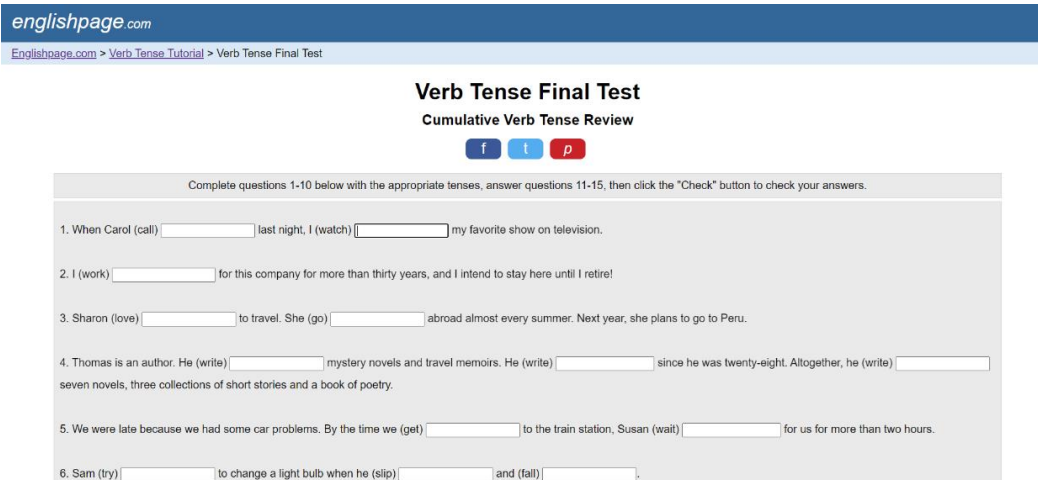 englishpage.com
Englishpage.com > Verb Tense Tutorial > Verb Tense Final Test
Verb Tense Final Test
Cumulative Verb Tense Review
f t p
Complete questions 1-10 below with the appropriate tenses, answer questions 11-15, then click the "Check" button to check your answers.
1. When Carol (call) last night, I (watch) my favorite show on television.
2. I (work) for this company for more than thirty years, and I intend to stay here until I retire!
3. Sharon (love) to travel. She (go) abroad almost every summer. Next year, she plans to go to Peru.
4. Thomas is an author. He (write) mystery novels and travel memoirs. He (write) since he was twenty-eight. Altogether, he (write)
seven novels, three collections of short stories and a book of poetry.
5. We were late because we had some car problems. By the time we (get) to the train station, Susan (wait) for us for more than two hours.
6. Sam (try) to change a light bulb when he (slip) and (fall) .